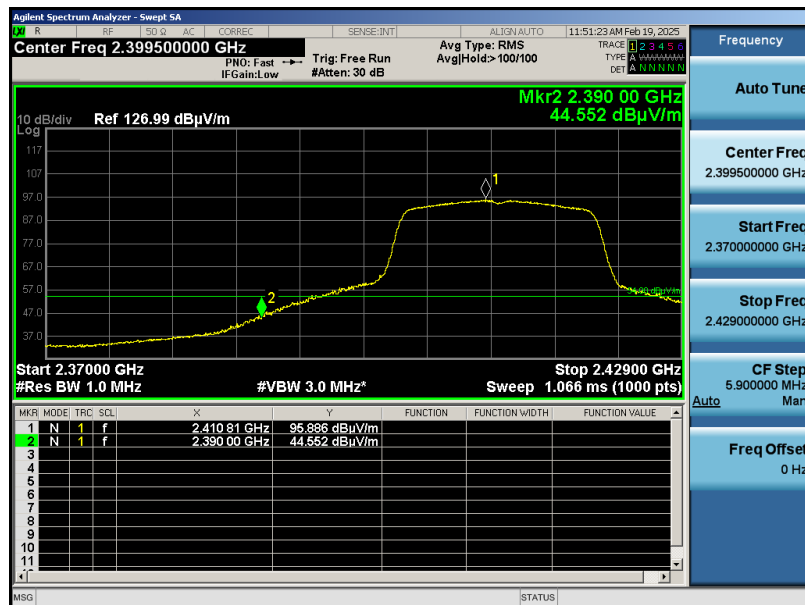 Agilent Spectrum Analyzer - Swept SA
LXI R RF 50 Ω AC CORREC SENSE:INT ALIGN AUTO 11:51:23 AM Feb 19, 2025
Center Freq 2.399500000 GHz
PNO: Fast
IFGain:Low
Trig: Free Run
#Atten: 30 dB
Avg Type: RMS
Avg|Hold:>100/100
TRACE 1 2 3 4 5 6
TYPE A
DET A N N N N N
Mkr2 2.390 00 GHz
44.552 dBµV/m
10 dB/div Ref 126.99 dBµV/m
Log
117
107
97.0
87.0
77.0
67.0
57.0
47.0
37.0
1
2
Start 2.37000 GHz Stop 2.42900 GHz
#Res BW 1.0 MHz #VBW 3.0 MHz* Sweep 1.066 ms (1000 pts)
MKR MODE TRC SCL X Y FUNCTION FUNCTION WIDTH FUNCTION VALUE
1 N 1 f 2.410 81 GHz 95.886 dBµV/m
2 N 1 f 2.390 00 GHz 44.552 dBµV/m
3
4
5
6
7
8
9
10
11
MSG STATUS
Frequency
Auto Tune
Center Freq
2.399500000 GHz
Start Freq
2.370000000 GHz
Stop Freq
2.429000000 GHz
CF Step
5.900000 MHz
Auto Man
Freq Offset
0 Hz